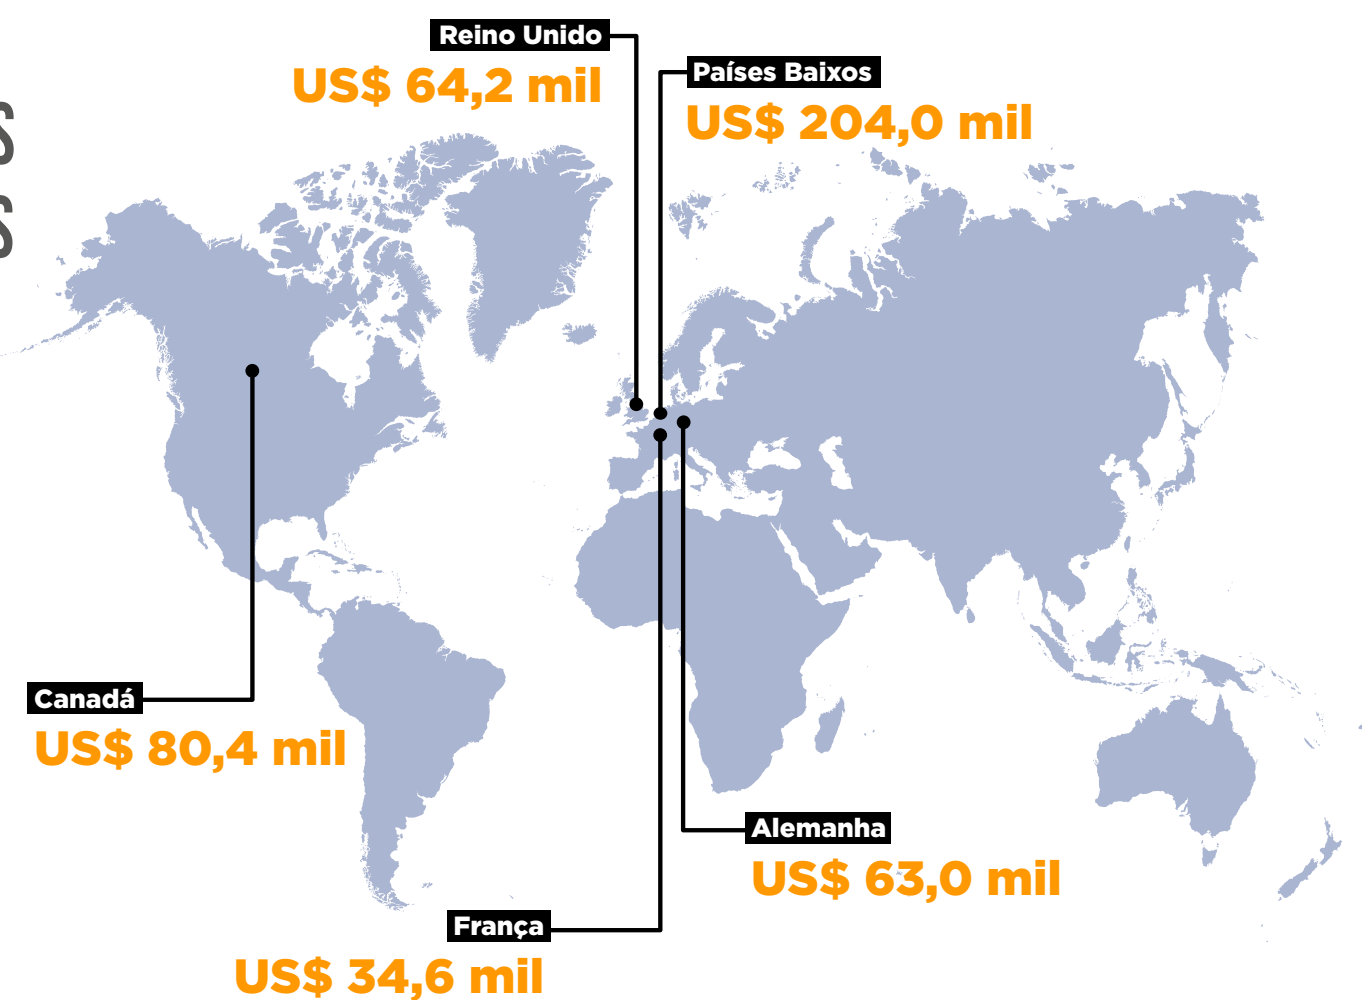 Reino Unido
US$ 64,2 mil
Países Baixos
US$ 204,0 mil
Canadá
US$ 80,4 mil
Alemanha
US$ 63,0 mil
França
US$ 34,6 mil